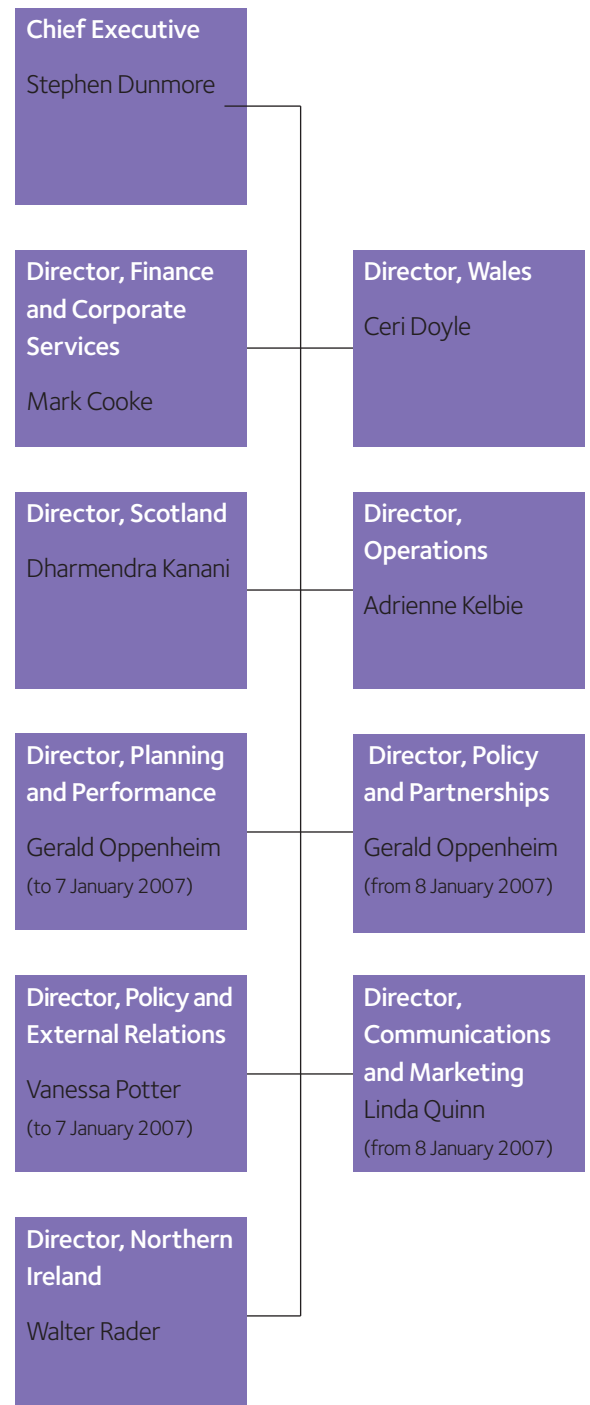 Chief Executive
Stephen Dunmore
Director, Finance
and Corporate
Services
Mark Cooke
Director, Wales
Ceri Doyle
Director, Scotland
Dharmendra Kanani
Director,
Operations
Adrienne Kelbie
Director, Planning
and Performance
Gerald Oppenheim
(to 7 January 2007)
Director, Policy
and Partnerships
Gerald Oppenheim
(from 8 January 2007)
Director, Policy and
External Relations
Vanessa Potter
(to 7 January 2007)
Director,
Communications
and Marketing
Linda Quinn
(from 8 January 2007)
Director, Northern
Ireland
Walter Rader